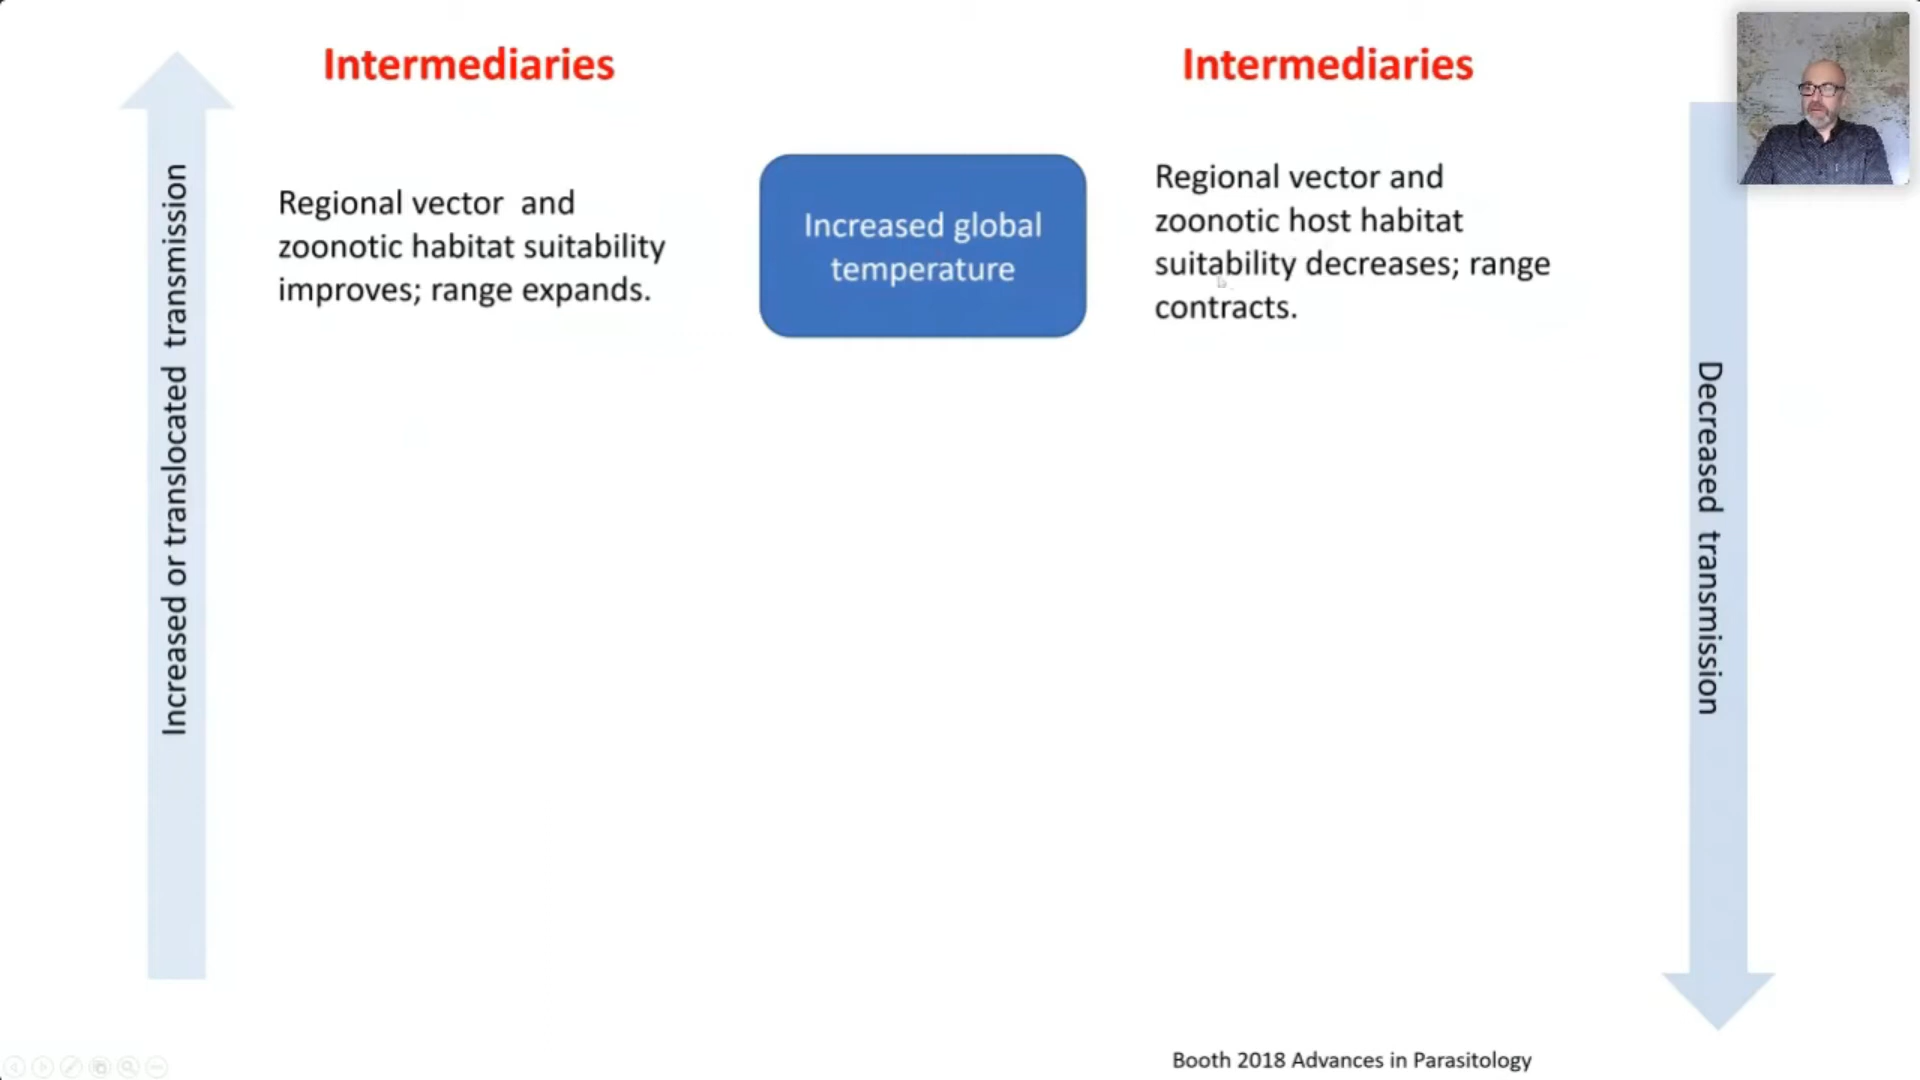 Intermediaries
Intermediaries
Increased or translocated  transmission
Regional vector  and
zoonotic habitat suitability
improves; range expands.
Increased global
temperature
Regional vector and
zoonotic host habitat
suitability decreases; range
contracts.
Decreased  transmission
Booth 2018 Advances in Parasitology